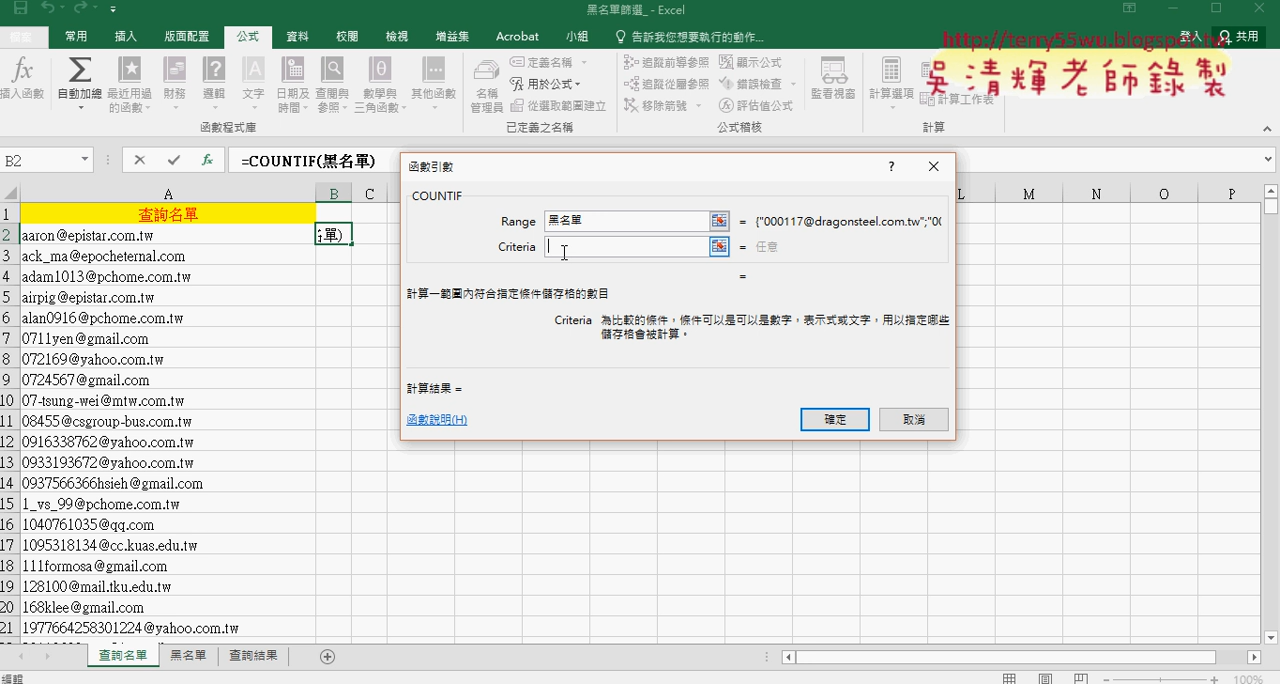 黑名單篩選_ - Excel
常用 插入 版面配置 公式 資料 校閱 檢視 增益集 Acrobat 小組 告訴我您想要執行的動作... 登入 共用
http://terry55wu.blogspot.tw
吳清輝老師錄製
插入函數 自動加總 最近用過的函數 財務 邏輯 文字 日期及時間 查閱與參照 數學與三角函數 其他函數
名稱管理員 定義名稱 用於公式 從選取範圍建立
追蹤前導參照 追蹤從屬參照 移除箭號 顯示公式 錯誤檢查 評估值公式 監看視窗 計算選項 計算工作表
函數程式庫 已定義之名稱 公式稽核 計算
B2 fx =COUNTIF(黑名單)
A B C L M N O P
1 查詢名單
2 aaron@epistar.com.tw 單)
3 ack_ma@epocheternal.com
4 adam1013@pchome.com.tw
5 airpig@epistar.com.tw
6 alan0916@pchome.com.tw
7 0711yen@gmail.com
8 072169@yahoo.com.tw
9 0724567@gmail.com
10 07-tsung-wei@mtw.com.tw
11 08455@csgroup-bus.com.tw
12 0916338762@yahoo.com.tw
13 0933193672@yahoo.com.tw
14 0937566366hsieh@gmail.com
15 1_vs_99@pchome.com.tw
16 1040761035@qq.com
17 1095318134@cc.kuas.edu.tw
18 111formosa@gmail.com
19 128100@mail.tku.edu.tw
20 168klee@gmail.com
21 1977664258301224@yahoo.com.tw
函數引數 ?
COUNTIF
Range 黑名單 = {"000117@dragonsteel.com.tw";"00
Criteria = 任意
=
計算一範圍內符合指定條件儲存格的數目
Criteria 為比較的條件，條件可以是可以是數字，表示式或文字，用以指定哪些
儲存格會被計算。
計算結果 =
函數說明(H) 確定 取消
查詢名單 黑名單 查詢結果
編輯 100%